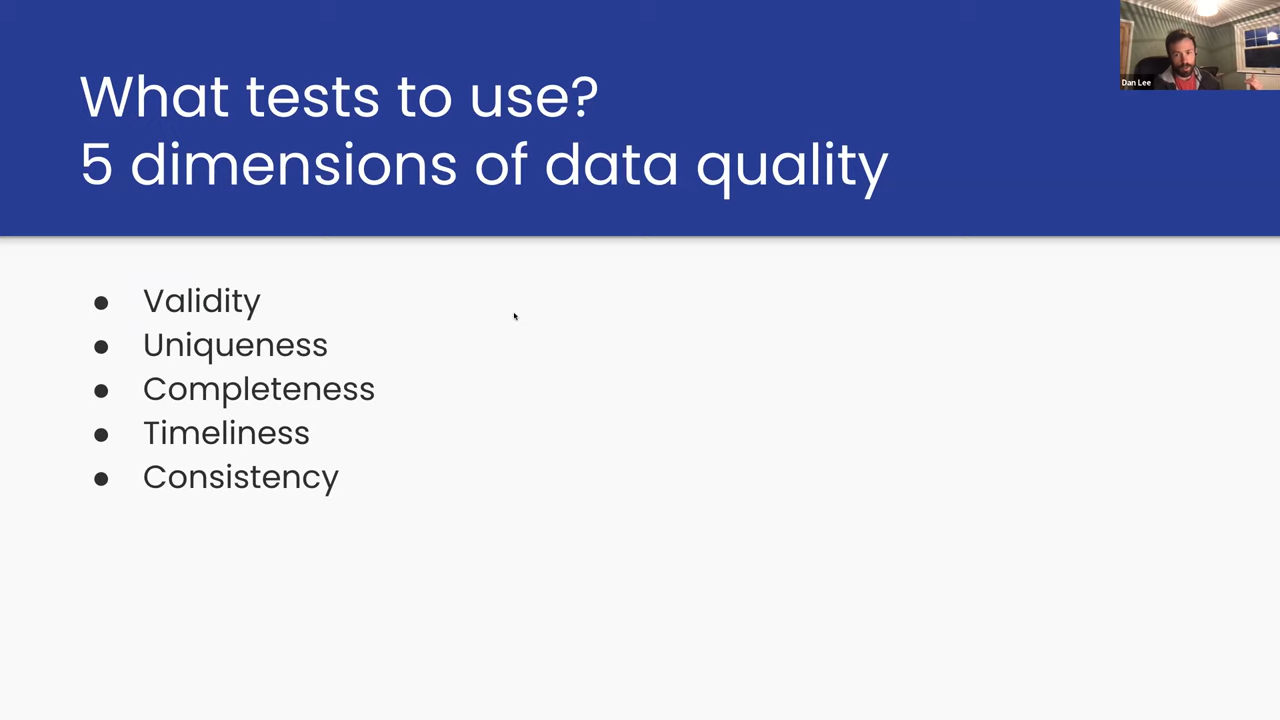 What tests to use?
5 dimensions of data quality
Dan Lee
● Validity
● Uniqueness
● Completeness
● Timeliness
● Consistency